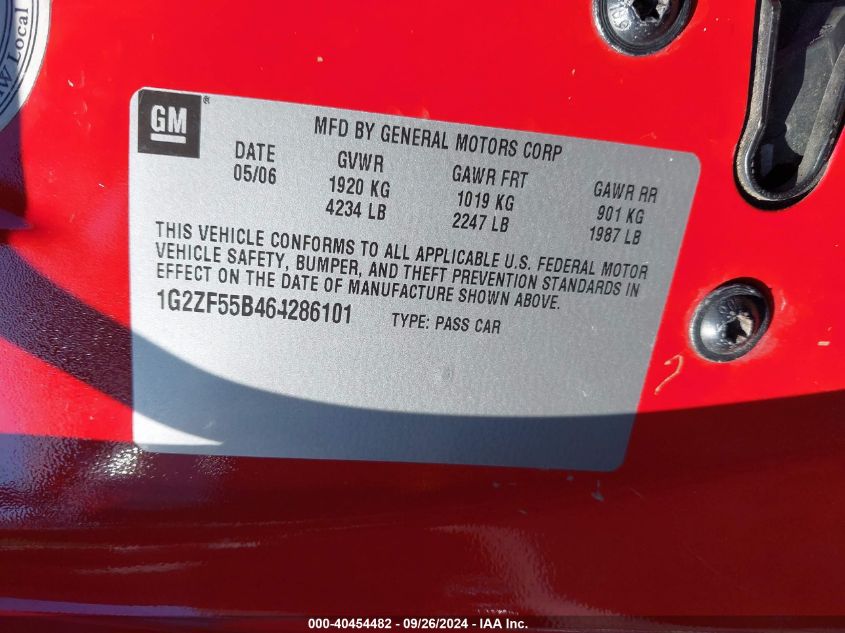 W Local
GM®
MFD BY GENERAL MOTORS CORP
DATE GVWR GAWR FRT GAWR RR
05/06 1920 KG 1019 KG 901 KG
4234 LB 2247 LB 1987 LB
THIS VEHICLE CONFORMS TO ALL APPLICABLE U.S. FEDERAL MOTOR
VEHICLE SAFETY, BUMPER, AND THEFT PREVENTION STANDARDS IN
EFFECT ON THE DATE OF MANUFACTURE SHOWN ABOVE.
1G2ZF55B464286101 TYPE: PASS CAR
000-40454482 - 09/26/2024 - IAA Inc.